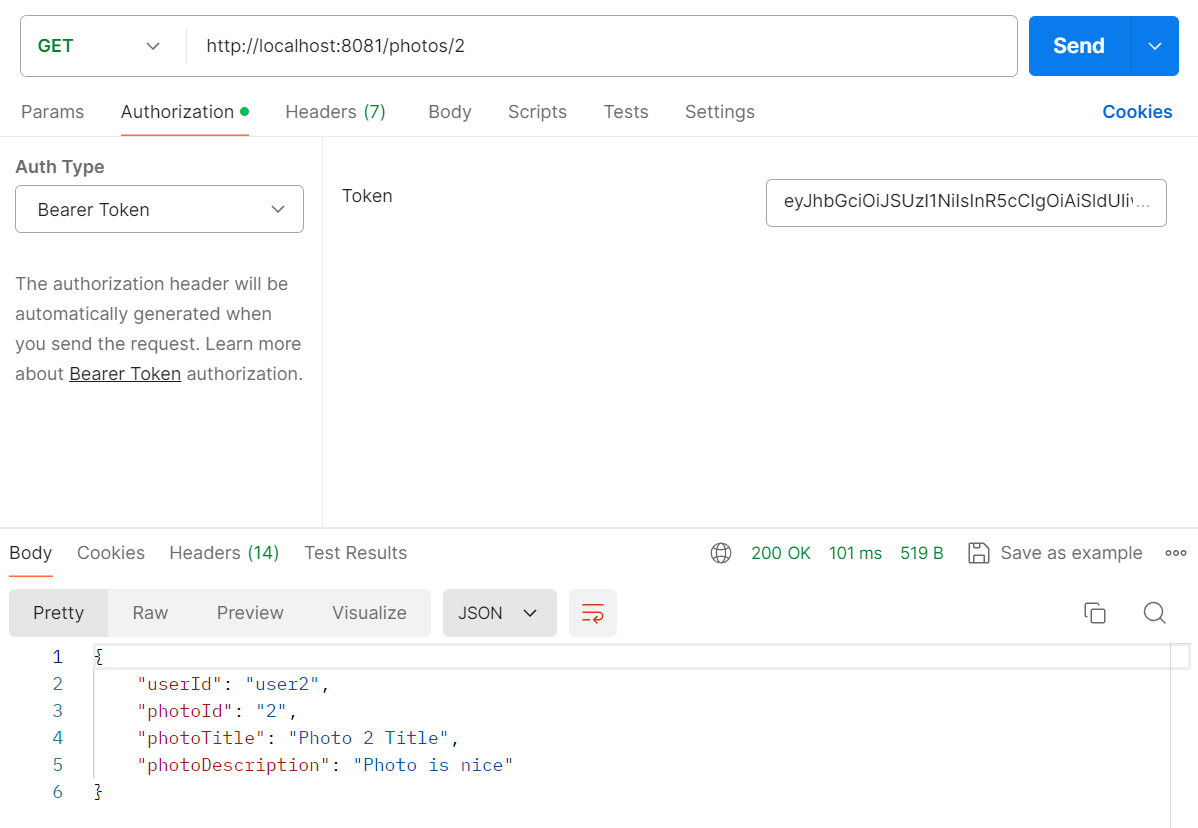 GET http://localhost:8081/photos/2 Send
Params Authorization Headers (7) Body Scripts Tests Settings Cookies
Auth Type
Bearer Token
Token eyJhbGciOiJSUzI1NiIsInR5cCIgOiAiSldUIiv...
The authorization header will be
automatically generated when
you send the request. Learn more
about Bearer Token authorization.
Body Cookies Headers (14) Test Results 200 OK 101 ms 519 B Save as example
Pretty Raw Preview Visualize JSON
1 {
2 "userId": "user2",
3 "photoId": "2",
4 "photoTitle": "Photo 2 Title",
5 "photoDescription": "Photo is nice"
6 }